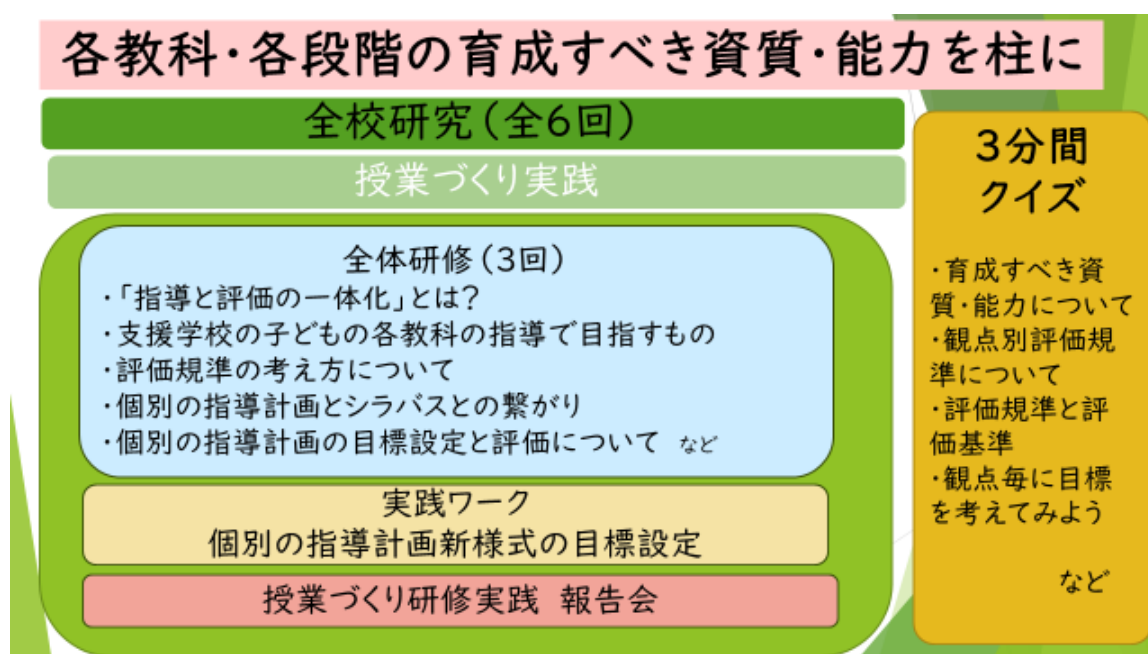 各教科・各段階の育成すべき資質・能力を柱に
全校研究(全6回)
授業づくり実践
全体研修(3回)
・「指導と評価の一体化」とは?
・支援学校の子どもの各教科の指導で目指すもの
・評価規準の考え方について
・個別の指導計画とシラバスとの繋がり
・個別の指導計画の目標設定と評価について など
実践ワーク
個別の指導計画新様式の目標設定
授業づくり研修実践 報告会
3分間
クイズ
・育成すべき資
質・能力について
・観点別評価規
準について
・評価規準と評
価基準
・観点毎に目標
を考えてみよう
など